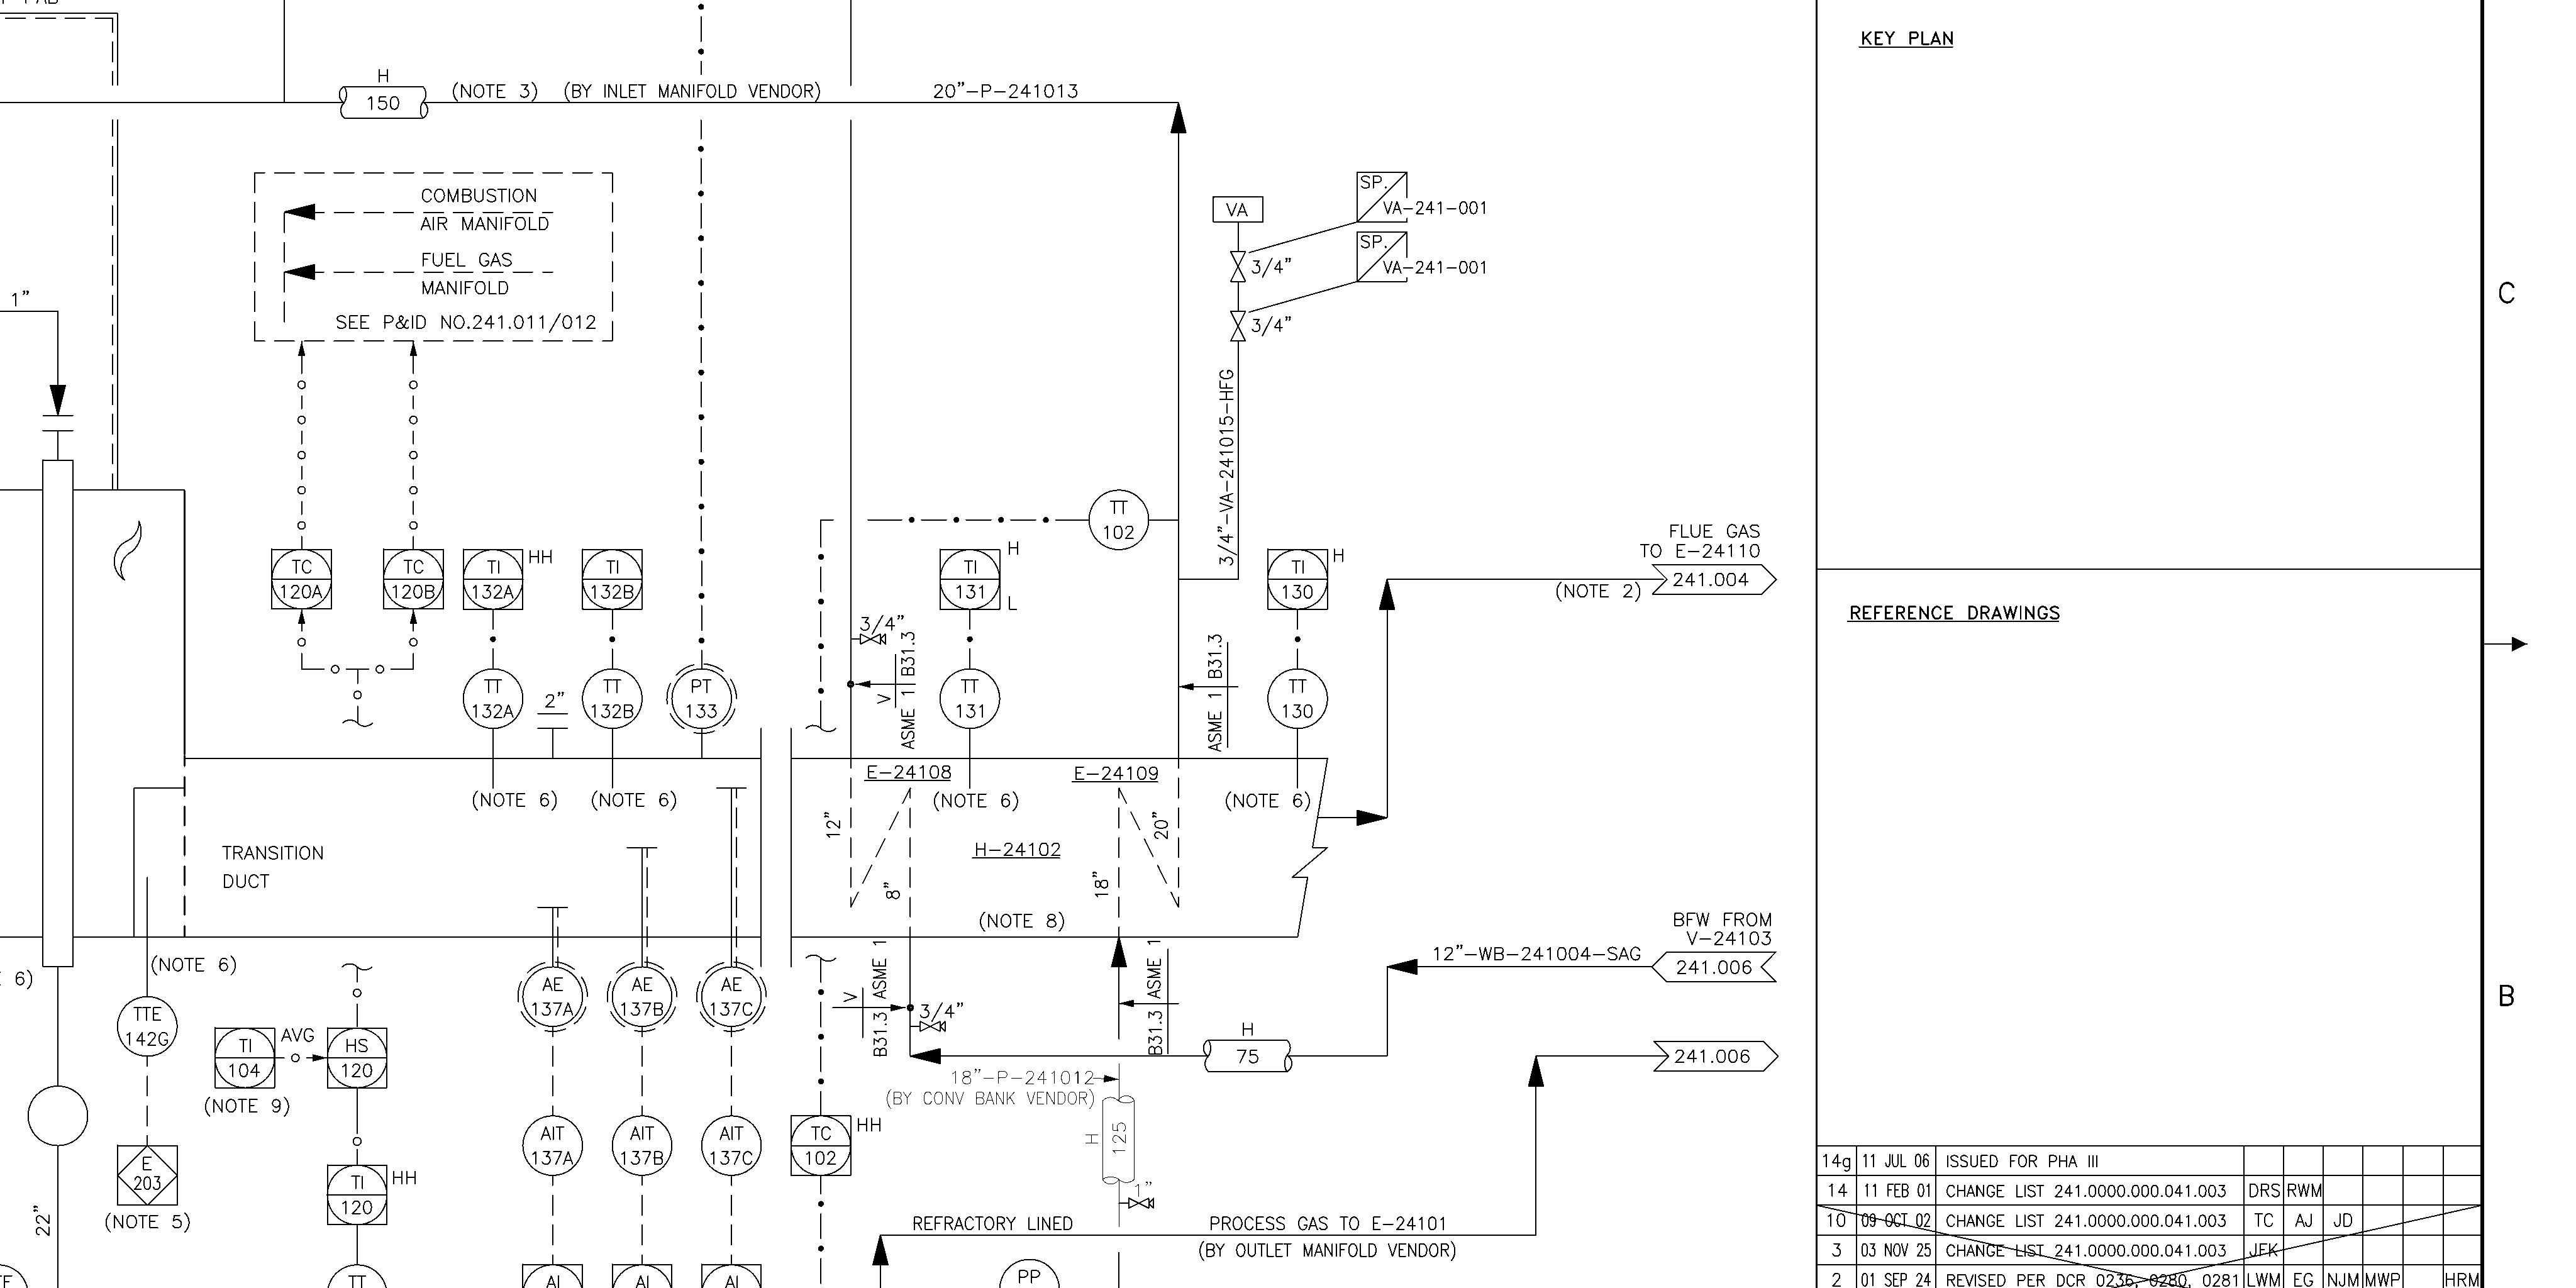 KEY PLAN
H
150
(NOTE 3)
(BY INLET MANIFOLD VENDOR)
20"-P-241013
COMBUSTION
AIR MANIFOLD
FUEL GAS
MANIFOLD
SEE P&ID NO.241.011/012
1"
VA
SP.
VA-241-001
3/4"
SP.
VA-241-001
3/4"
C
3/4"-VA-241015-HFG
TT
102
FLUE GAS
TO E-24110
241.004
(NOTE 2)
TC
120A
TC
120B
TI
132A
HH
TI
132B
TI
131
H
L
TI
130
H
REFERENCE DRAWINGS
3/4"
V
ASME 1
B31.3
ASME 1
B31.3
TT
132A
2"
TT
132B
PT
133
TT
131
TT
130
(NOTE 6)
(NOTE 6)
E-24108
(NOTE 6)
E-24109
(NOTE 6)
12"
8"
18"
20"
H-24102
TRANSITION
DUCT
(NOTE 8)
BFW FROM
V-24103
241.006
12"-WB-241004-SAG
6)
(NOTE 6)
TTE
142G
AE
137A
AE
137B
AE
137C
V
B31.3
ASME 1
3/4"
B31.3
ASME 1
B
TI
104
AVG
HS
120
(NOTE 9)
H
75
241.006
18"-P-241012
(BY CONV BANK VENDOR)
H
125
AIT
137A
AIT
137B
AIT
137C
TC
102
HH
E
203
(NOTE 5)
TI
120
HH
1"
22"
REFRACTORY LINED
PROCESS GAS TO E-24101
(BY OUTLET MANIFOLD VENDOR)
TT
AI
AI
AI
PP
14g 11 JUL 06 ISSUED FOR PHA III
14 11 FEB 01 CHANGE LIST 241.0000.000.041.003 DRS RWM
10 09 OCT 02 CHANGE LIST 241.0000.000.041.003 TC AJ JD
3 03 NOV 25 CHANGE LIST 241.0000.000.041.003 JFK
2 01 SEP 24 REVISED PER DCR 0236, 0280, 0281 LWM EG NJM MWP HRM